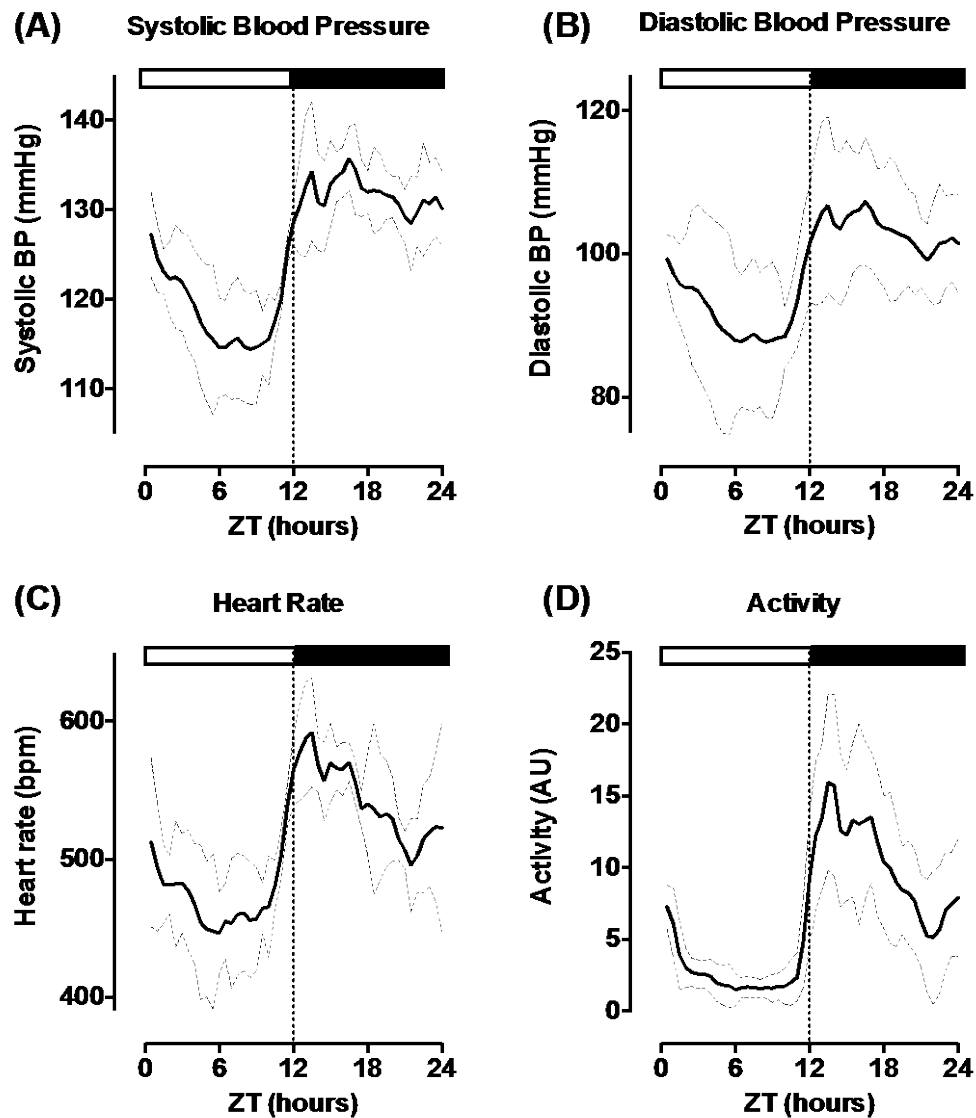 (A) Systolic Blood Pressure
Systolic BP (mmHg)
140
130
120
110
0 6 12 18 24
ZT (hours)
(B) Diastolic Blood Pressure
Diastolic BP (mmHg)
120
100
80
0 6 12 18 24
ZT (hours)
(C) Heart Rate
Heart rate (bpm)
600
500
400
0 6 12 18 24
ZT (hours)
(D) Activity
Activity (AU)
25
20
15
10
5
0
0 6 12 18 24
ZT (hours)